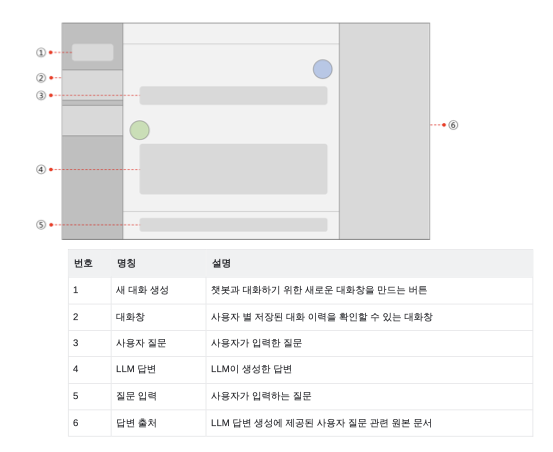 ①
②
③
④
⑤
⑥
번호 명칭 설명
1 새 대화 생성 챗봇과 대화하기 위한 새로운 대화창을 만드는 버튼
2 대화창 사용자 별 저장된 대화 이력을 확인할 수 있는 대화창
3 사용자 질문 사용자가 입력한 질문
4 LLM 답변 LLM이 생성한 답변
5 질문 입력 사용자가 입력하는 질문
6 답변 출처 LLM 답변 생성에 제공된 사용자 질문 관련 원본 문서